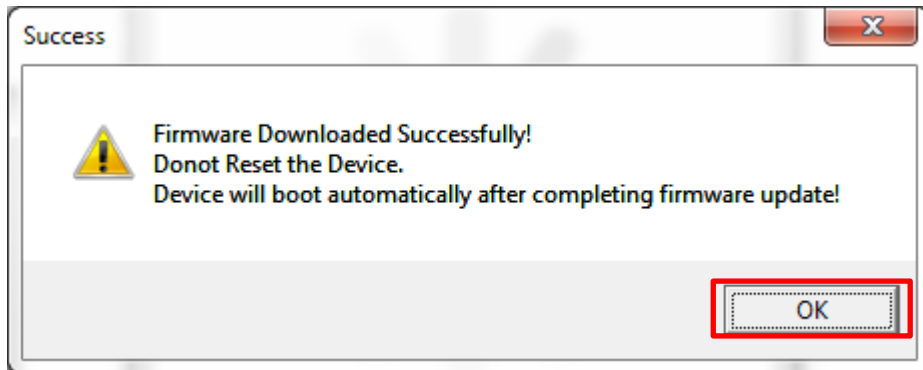 Success
Firmware Downloaded Successfully!
Donot Reset the Device.
Device will boot automatically after completing firmware update!
OK